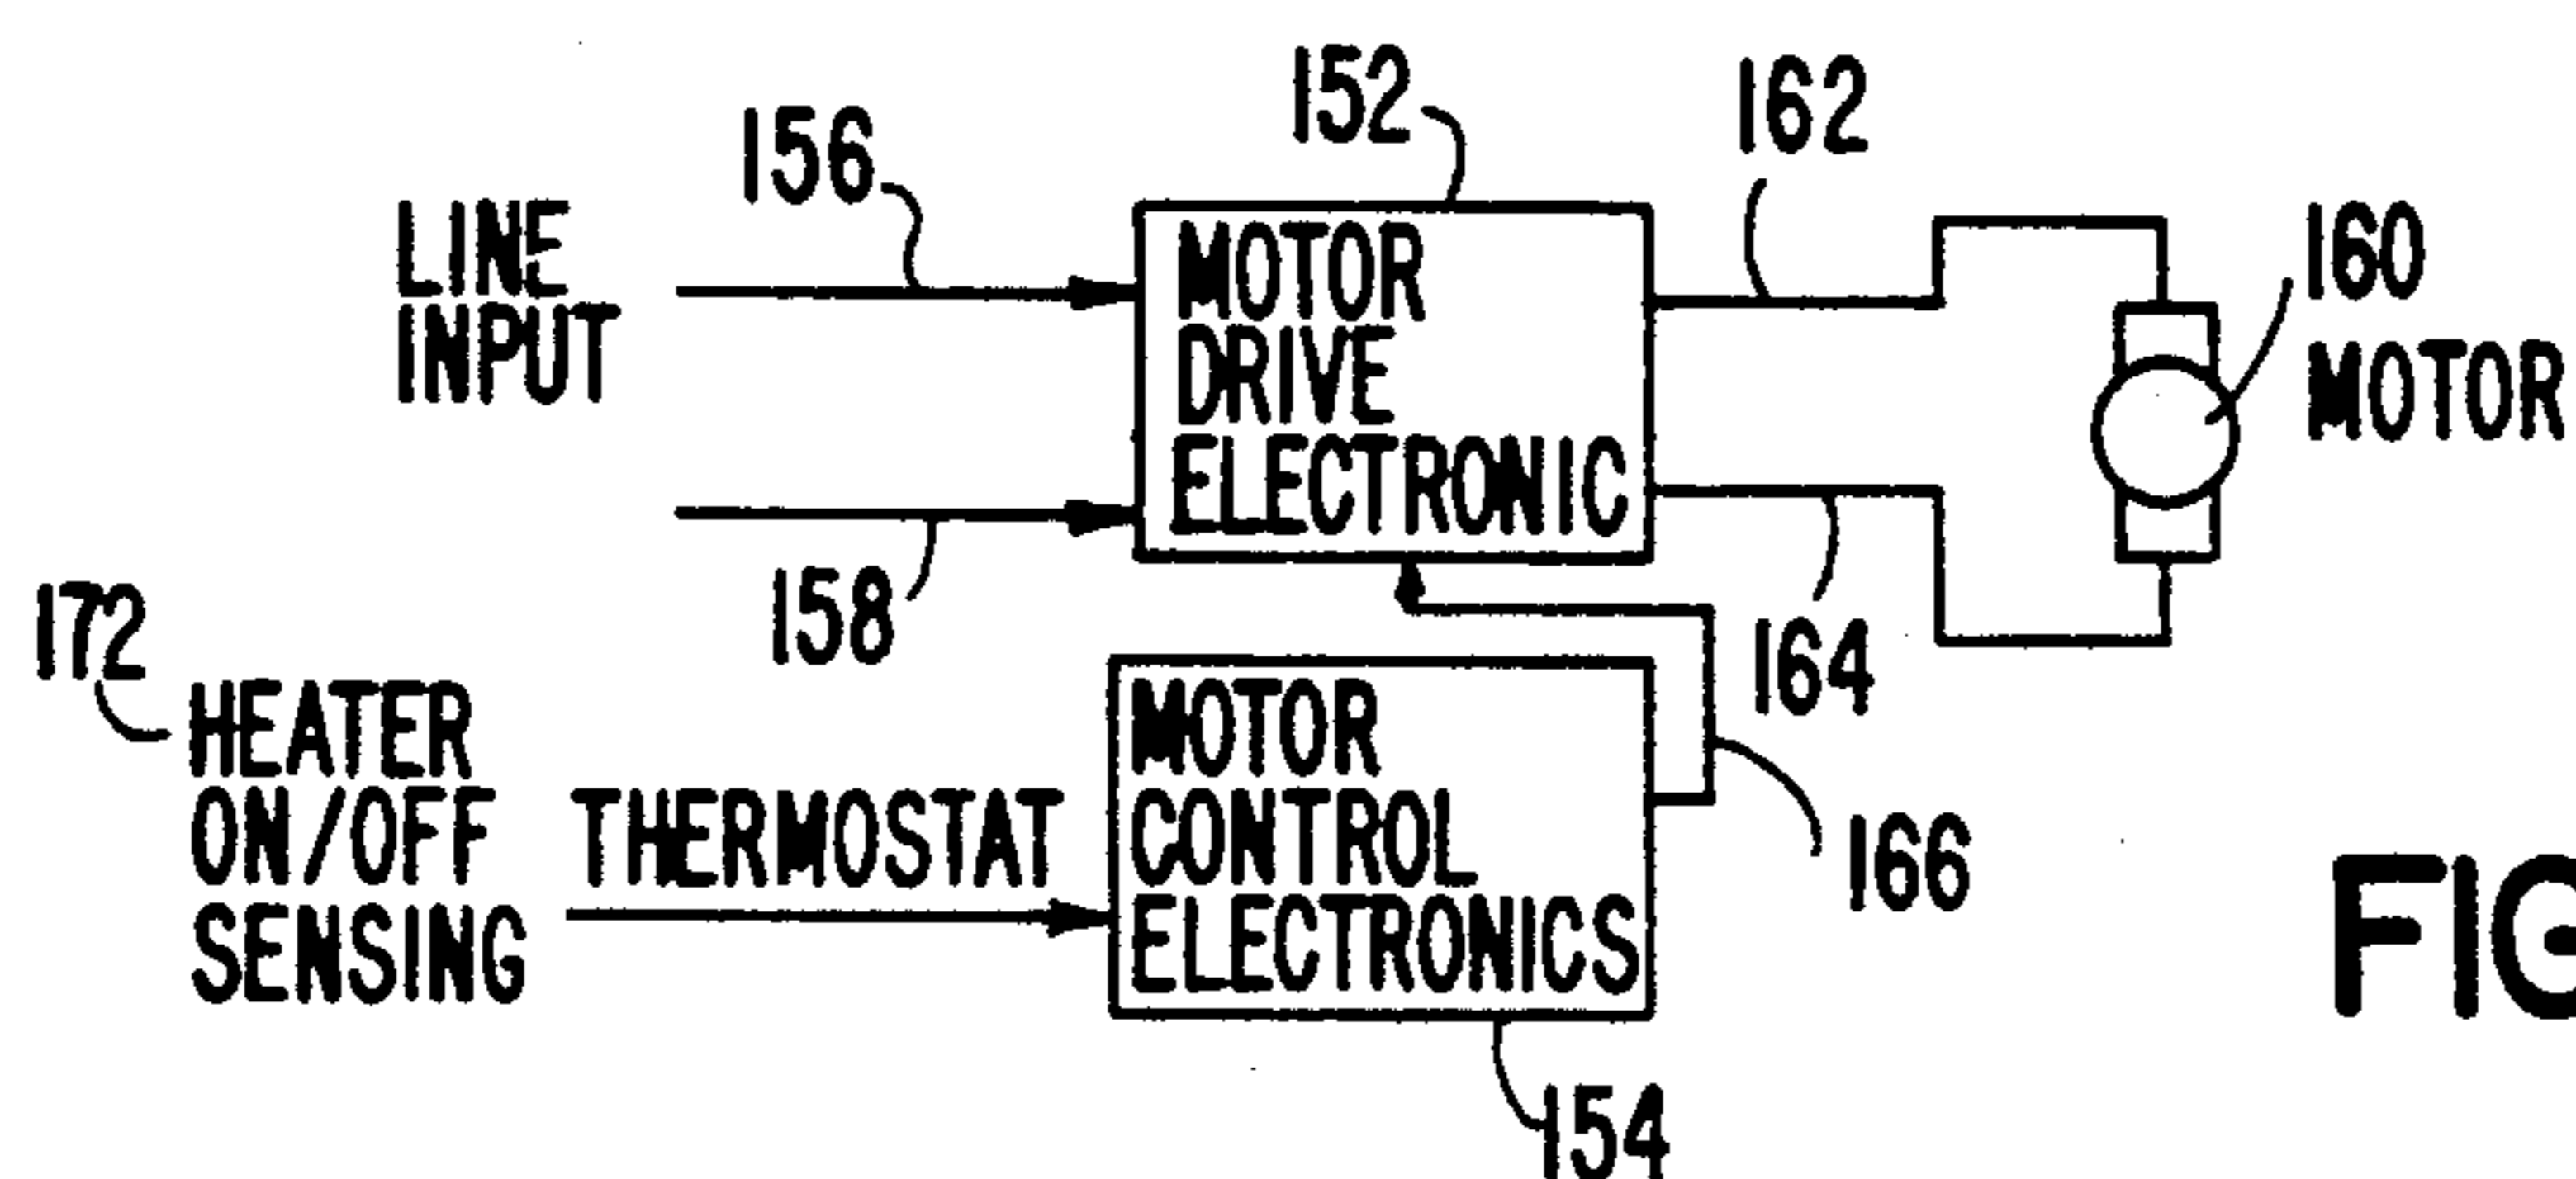 152
162
156
LINE
INPUT
MOTOR
DRIVE
ELECTRONIC
160
MOTOR
158
164
172
HEATER
ON/OFF
SENSING
THERMOSTAT
MOTOR
CONTROL
ELECTRONICS
166
154
FIG